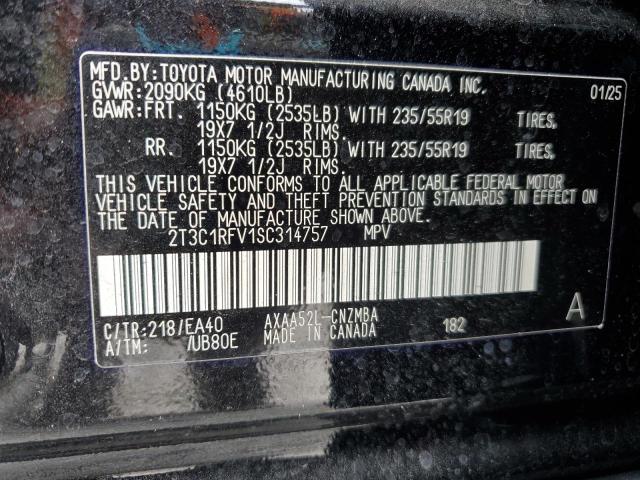 MFD.BY:TOYOTA MOTOR MANUFACTURING CANADA INC.
GVWR:2090KG (4610LB) 01/25
GAWR:FRT. 1150KG (2535LB) WITH 235/55R19 TIRES,
19X7 1/2J RIMS.
RR. 1150KG (2535LB) WITH 235/55R19 TIRES,
19X7 1/2J RIMS.
THIS VEHICLE CONFORMS TO ALL APPLICABLE FEDERAL MOTOR
VEHICLE SAFETY AND THEFT PREVENTION STANDARDS IN EFFECT ON
THE DATE OF MANUFACTURE SHOWN ABOVE.
2T3C1RFV1SC314757 MPV
C/TR:218/EA40 AXAA52L-CNZMBA 182 A
A/TM: /UB80E MADE IN CANADA